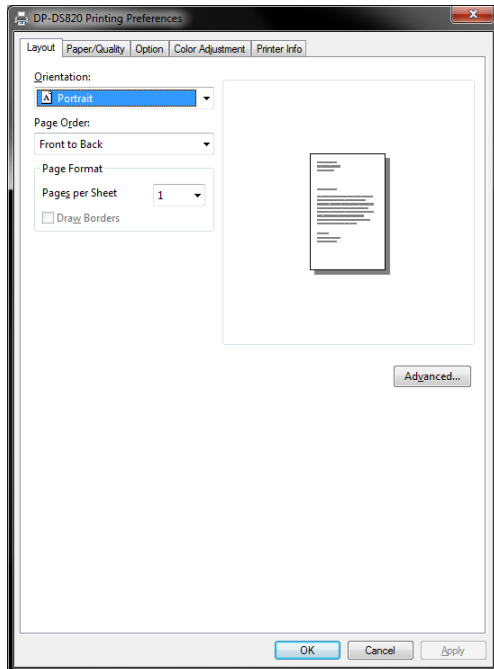 DP-DS820 Printing Preferences
Layout Paper/Quality Option Color Adjustment Printer Info
Orientation:
A Portrait
Page Order:
Front to Back
Page Format
Pages per Sheet 1
Draw Borders
Advanced...
OK Cancel Apply